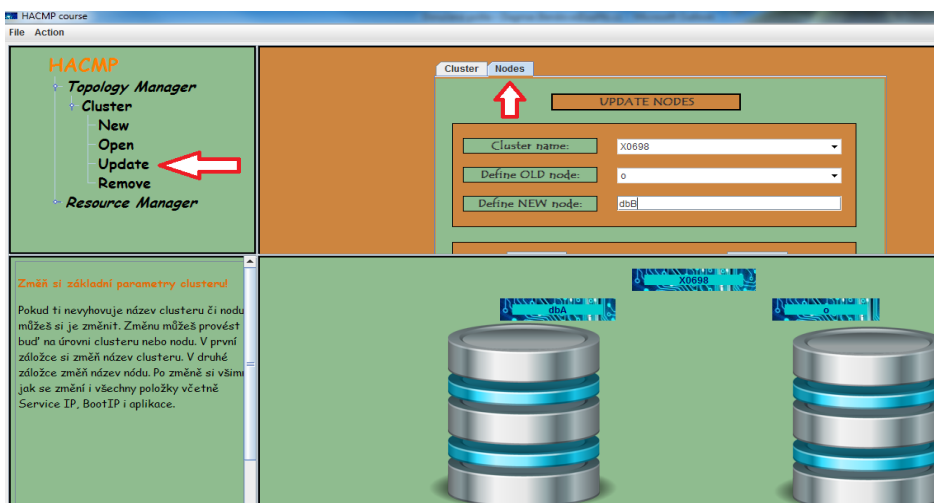 HACMP course
File Action
HACMP
Topology Manager
Cluster
New
Open
Update
Remove
Resource Manager
Cluster Nodes
UPDATE NODES
Cluster name: X0698
Define OLD node: o
Define NEW node: dbB
Změň si základní parametry clusteru!
Pokud ti nevyhovuje název clusteru či nodu
můžeš si je změnit. Změnu můžeš provést
buď na úrovni clusteru nebo nodu. V první
záložce si změň název clusteru. V druhé
záložce změň název nódu. Po změně si všimni
jak se změní i všechny položky včetně
Service IP, BootIP i aplikace.
X0698
dbA o